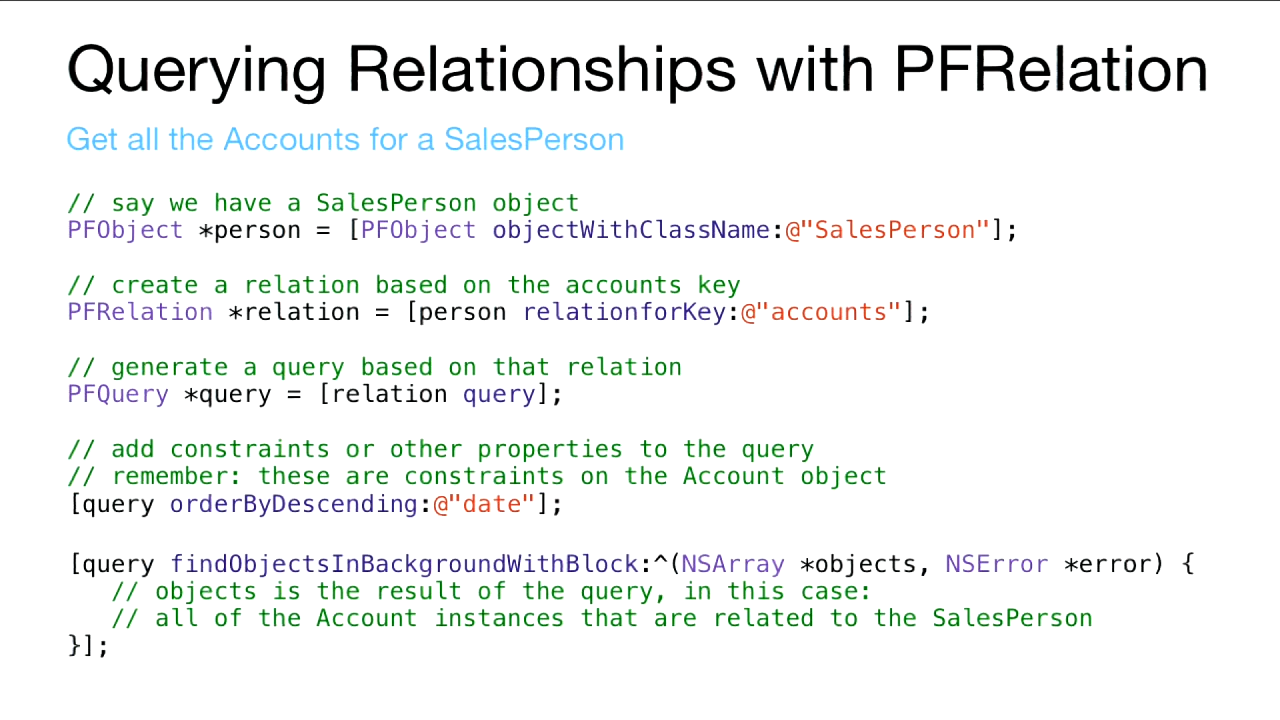 Querying Relationships with PFRelation
Get all the Accounts for a SalesPerson
// say we have a SalesPerson object
PFObject *person = [PFObject objectWithClassName:@"SalesPerson"];
// create a relation based on the accounts key
PFRelation *relation = [person relationforKey:@"accounts"];
// generate a query based on that relation
PFQuery *query = [relation query];
// add constraints or other properties to the query
// remember: these are constraints on the Account object
[query orderByDescending:@"date"];
[query findObjectsInBackgroundWithBlock:^(NSArray *objects, NSError *error) {
// objects is the result of the query, in this case:
// all of the Account instances that are related to the SalesPerson
}];